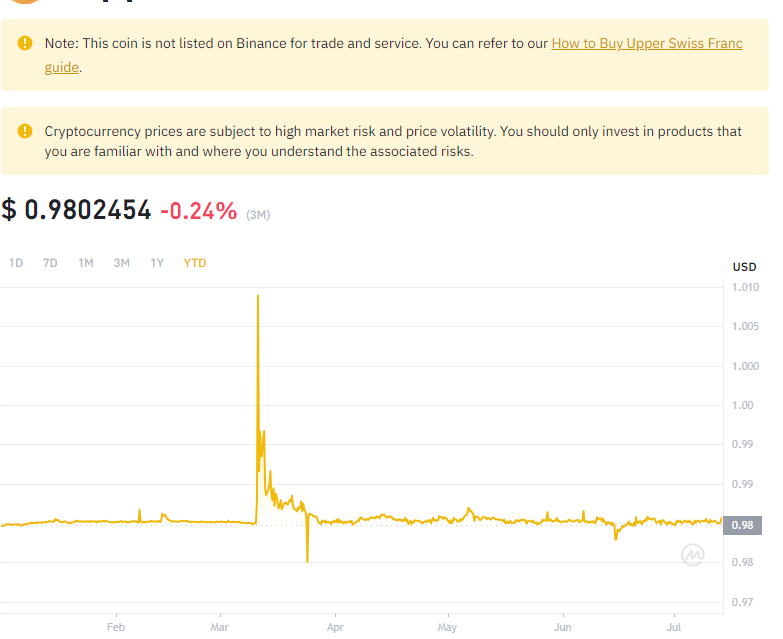 Note: This coin is not listed on Binance for trade and service. You can refer to our How to Buy Upper Swiss Franc
guide.
Cryptocurrency prices are subject to high market risk and price volatility. You should only invest in products that
you are familiar with and where you understand the associated risks.
$ 0.9802454 -0.24% (3M)
1D 7D 1M 3M 1Y YTD
USD
1.010
1.005
1.000
1.00
0.99
0.99
0.98
0.98
0.97
Feb Mar Apr May Jun Jul